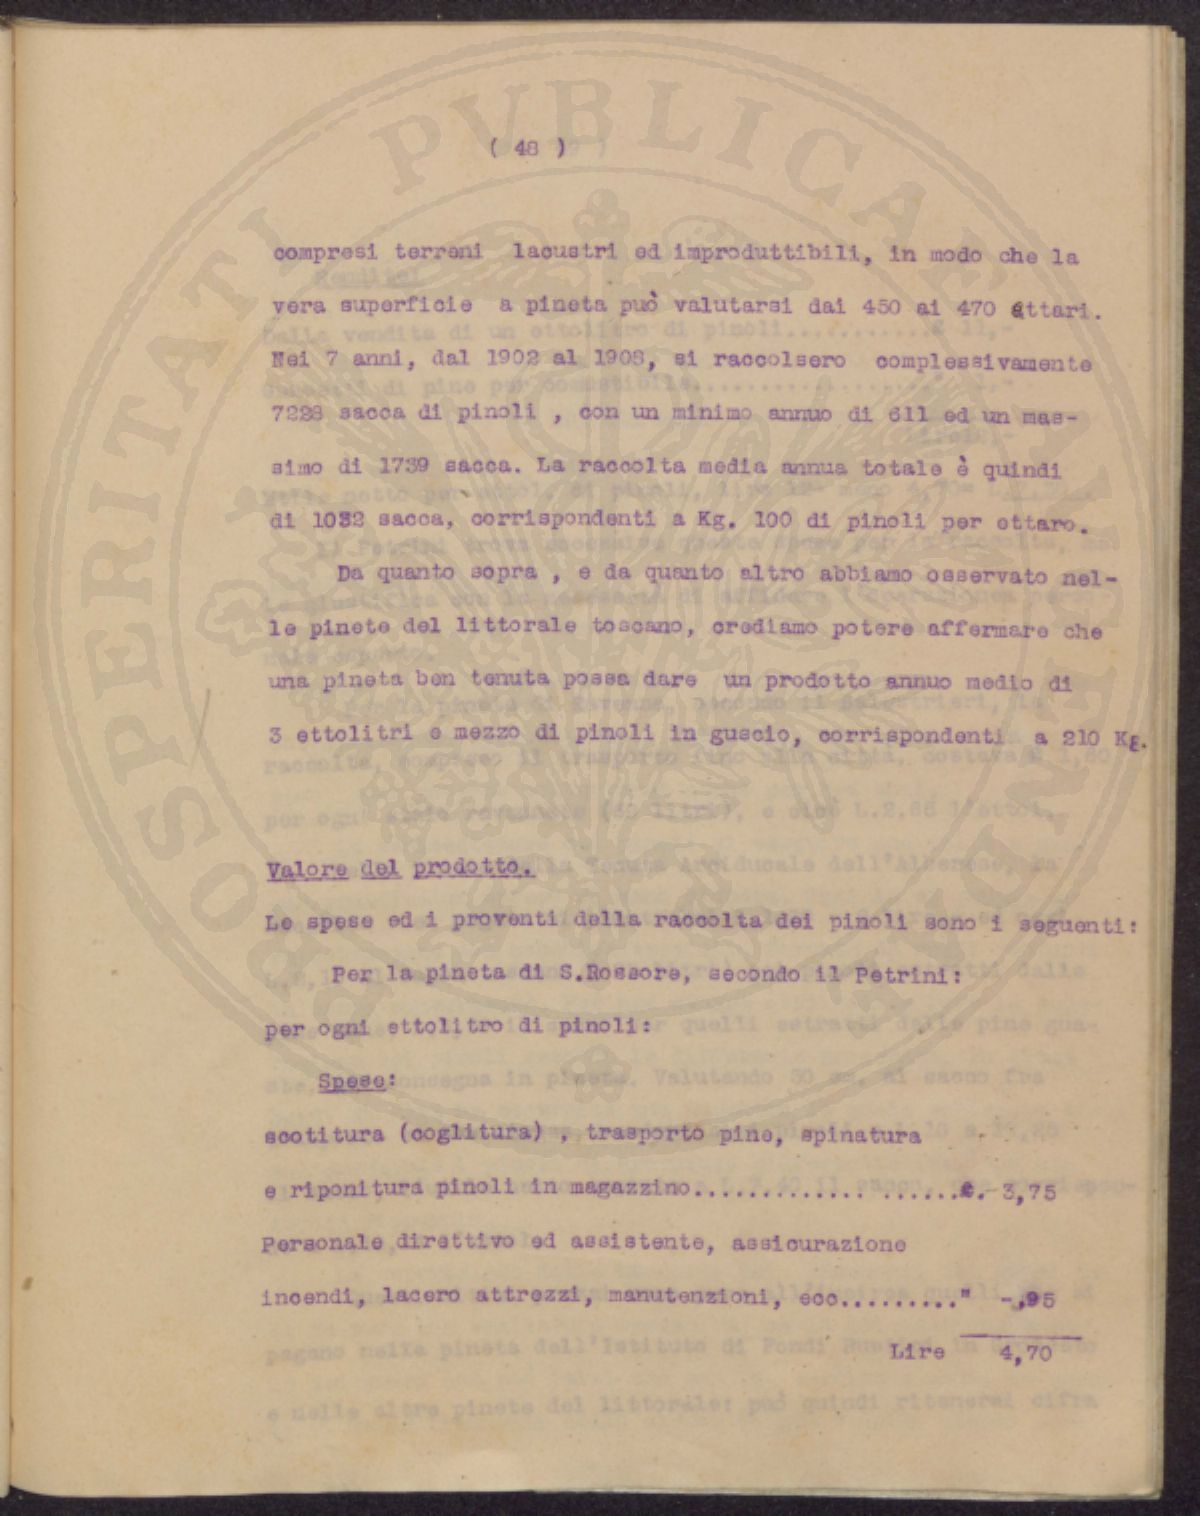 ( 48 )
compresi terreni lacustri ed improduttibili, in modo che la
vera superficie a pineta può valutarsi dai 450 ai 470 ettari.
Nei 7 anni, dal 1902 al 1908, si raccolsero complessivamente
7228 sacca di pinoli , con un minimo annuo di 611 ed un mas-
simo di 1739 sacca. La raccolta media annua totale è quindi
di 1032 sacca, corrispondenti a Kg. 100 di pinoli per ettaro.
Da quanto sopra , e da quanto altro abbiamo osservato nel-
le pinete del littorale toscano, crediamo potere affermare che
una pineta ben tenuta possa dare un prodotto annuo medio di
3 ettolitri e mezzo di pinoli in guscio, corrispondenti a 210 Kg.
Valore del prodotto.
Le spese ed i proventi della raccolta dei pinoli sono i seguenti:
Per la pineta di S.Rossore, secondo il Petrini:
per ogni ettolitro di pinoli:
Spese:
scotitura (coglitura) , trasporto pine, spinatura
e riponitura pinoli in magazzino............. ......£.- 3,75
Personale direttivo ed assistente, assicurazione
incendi, lacero attrezzi, manutenzioni, ecc........." -,95
Lire 4,70
PROSPERITATI PVBLICAE AVGENDAE